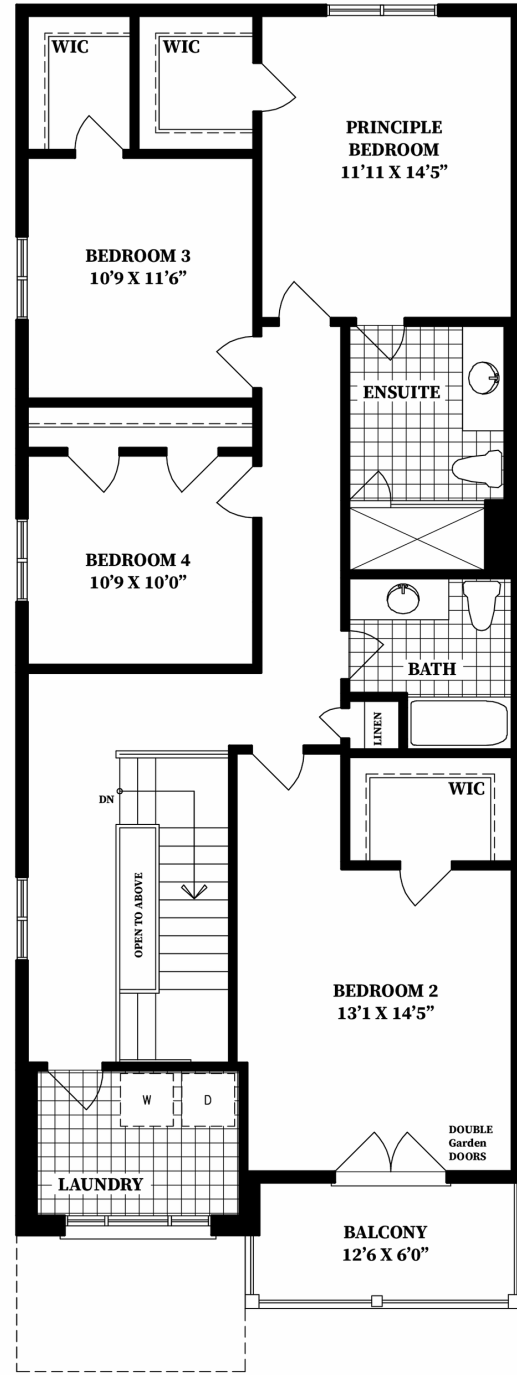 WIC
WIC
PRINCIPLE
BEDROOM
11’11 X 14’5”
BEDROOM 3
10’9 X 11’6”
ENSUITE
BEDROOM 4
10’9 X 10’0”
BATH
LINEN
WIC
DN
OPEN TO ABOVE
BEDROOM 2
13’1 X 14’5”
W
D
DOUBLE
Garden
DOORS
LAUNDRY
BALCONY
12’6 X 6’0”